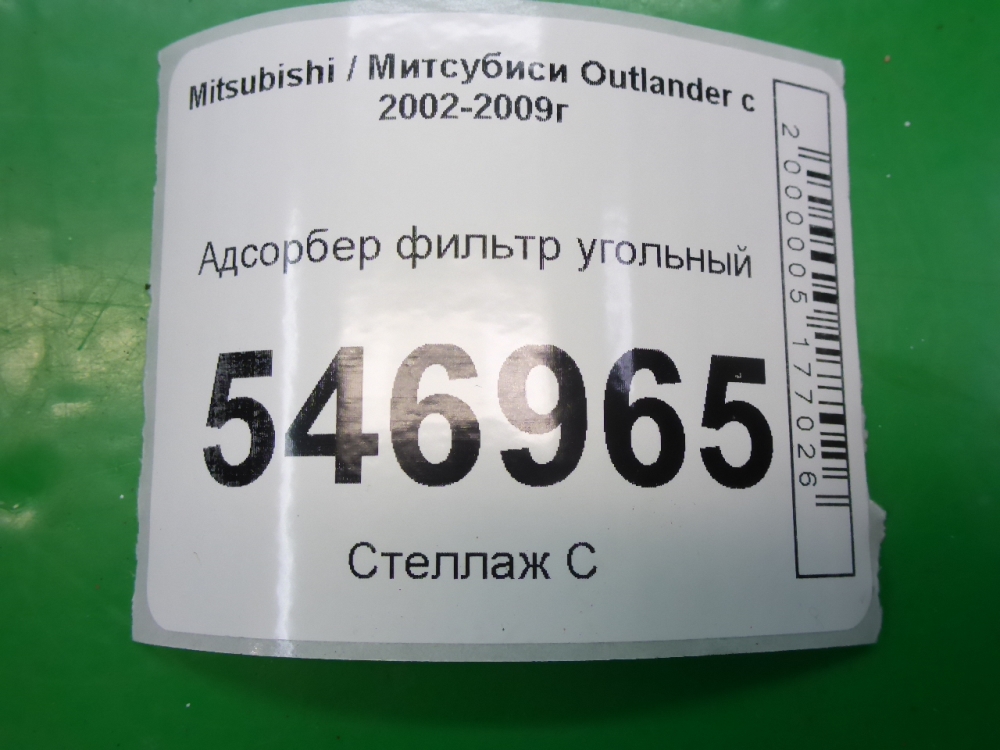 Mitsubishi / Митсубиси Outlander с
2002-2009г
Адсорбер фильтр угольный
546965
Стеллаж С
2000005177026